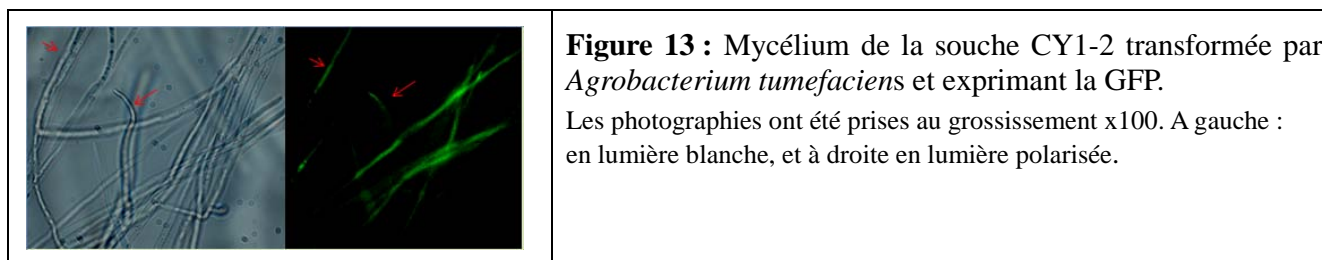 Figure 13 : Mycélium de la souche CY1-2 transformée par
Agrobacterium tumefaciens et exprimant la GFP.
Les photographies ont été prises au grossissement x100. A gauche :
en lumière blanche, et à droite en lumière polarisée.